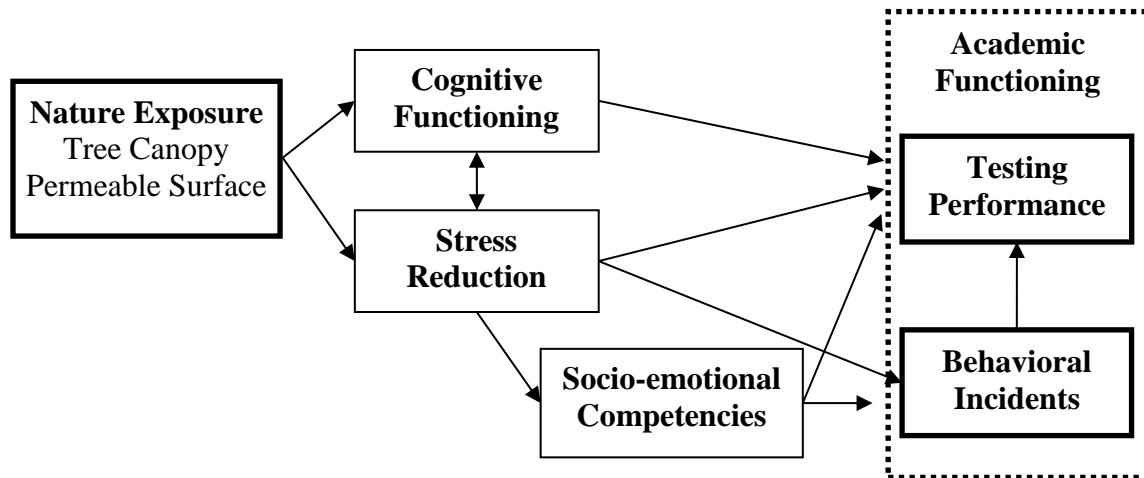 Nature Exposure
Tree Canopy
Permeable Surface
Cognitive
Functioning
Stress
Reduction
Socio-emotional
Competencies
Academic
Functioning
Testing
Performance
Behavioral
Incidents